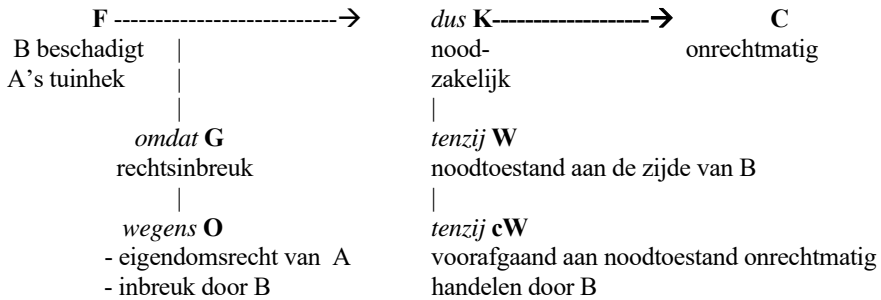 F ----------------------------→ dus K-------------------→ C
B beschadigt | nood- onrechtmatig
A's tuinhek | zakelijk
| |
omdat G tenzij W
rechtsinbreuk noodtoestand aan de zijde van B
| |
wegens O tenzij cW
- eigendomsrecht van A voorafgaand aan noodtoestand onrechtmatig
- inbreuk door B handelen door B